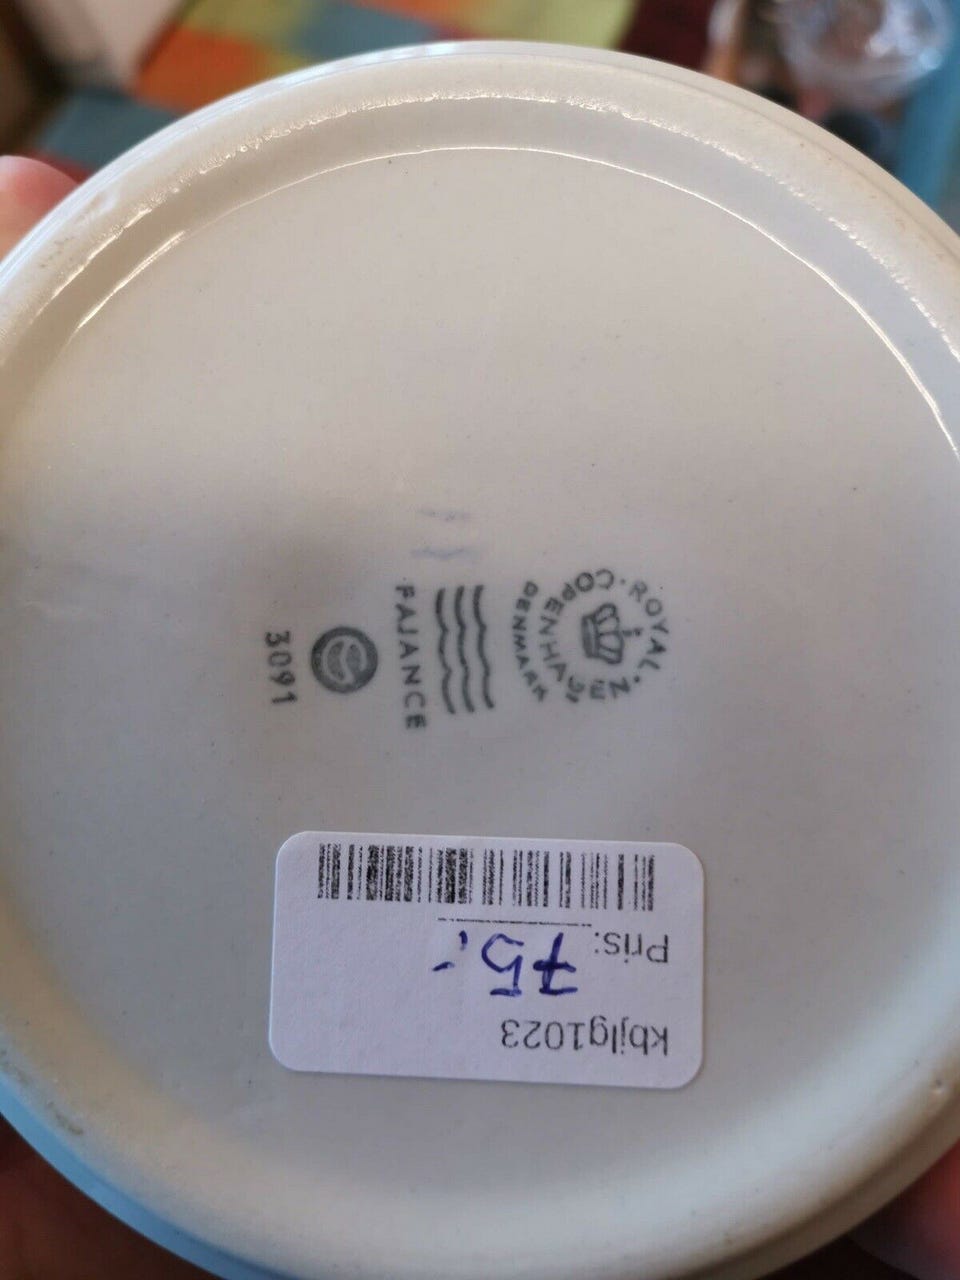 ROYAL · COPENHAGEN ·
DENMARK
FAJANCE
3091
Pris: 75,-
kbjlg1023